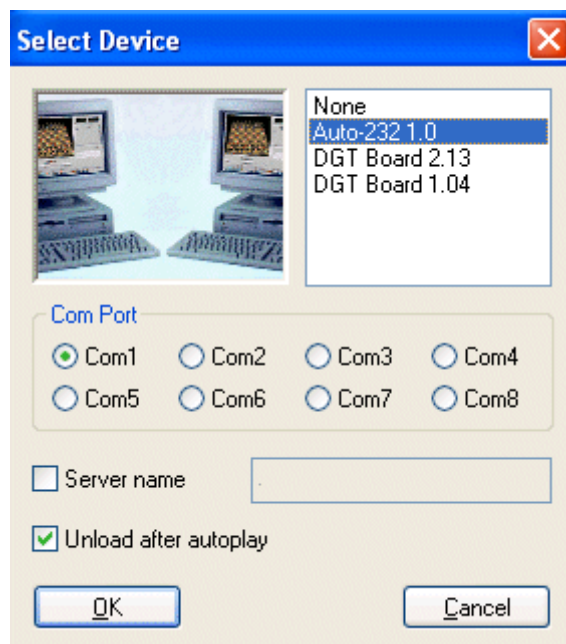 Select Device
None
Auto-232 1.0
DGT Board 2.13
DGT Board 1.04
Com Port
Com1 Com2 Com3 Com4
Com5 Com6 Com7 Com8
Server name .
Unload after autoplay
OK Cancel